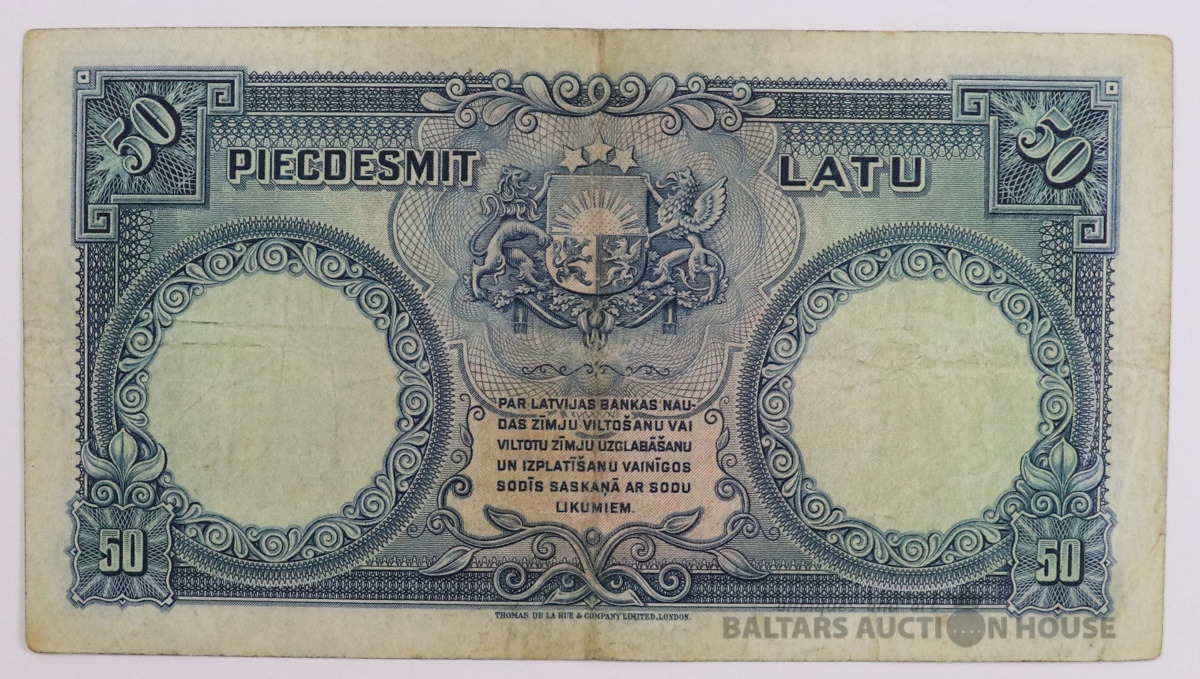 50
50
PIECDESMIT LATU
PAR LATVIJAS BANKAS NAU-
DAS ZĪMJU VILTOŠANU VAI
VILTOTU ZĪMJU UZGLABĀŠANU
UN IZPLATĪŠANU VAINĪGOS
SODĪS SASKAŅĀ AR SODU
LIKUMIEM.
50
50
THOMAS DE LA RUE & COMPANY LIMITED, LONDON.
BALTARS AUCTION HOUSE